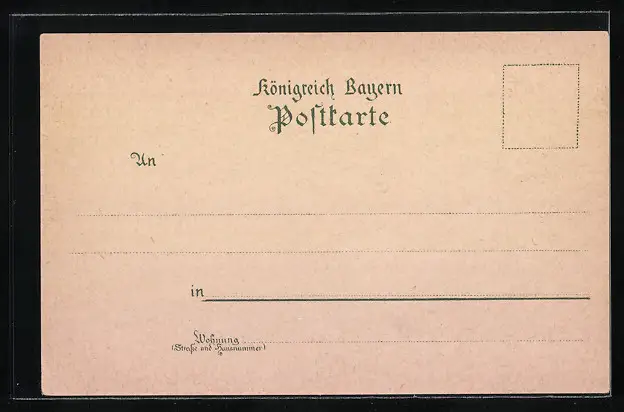 Königreich Bayern
Postkarte
An
in
Wohnung
(Straße und Hausnummer)